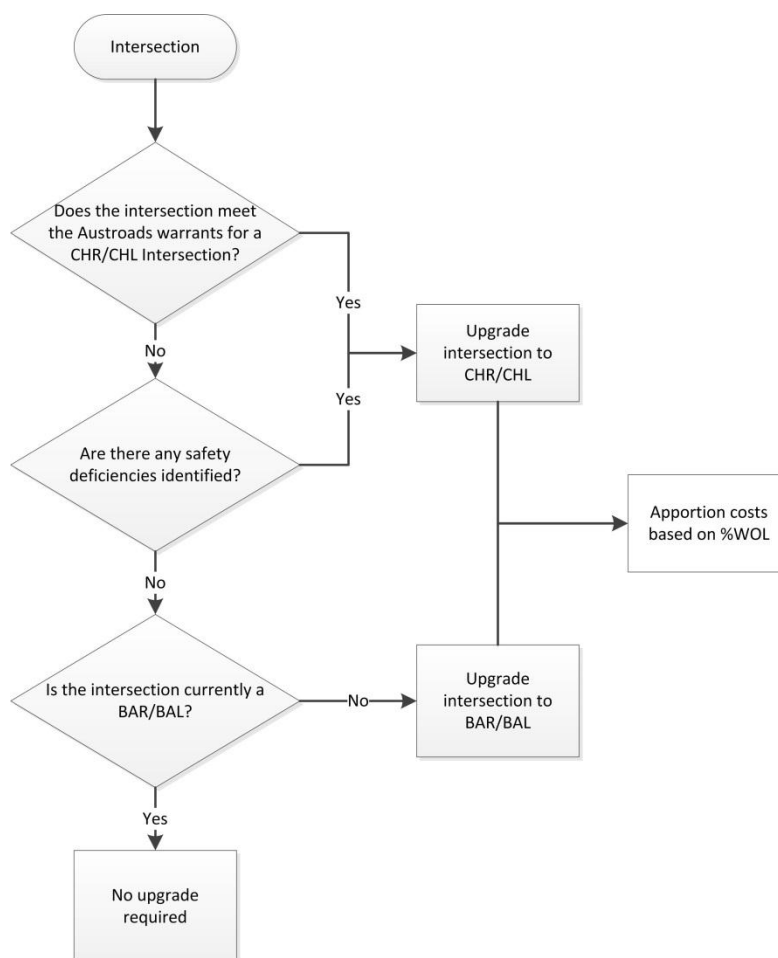 Intersection
Does the intersection meet
the Austroads warrants for a
CHR/CHL Intersection?
Yes
Upgrade
intersection to
CHR/CHL
No
Yes
Are there any safety
deficiencies identified?
Apportion costs
based on %WOL
No
Is the intersection currently a
BAR/BAL?
No
Upgrade
intersection to
BAR/BAL
Yes
No upgrade
required